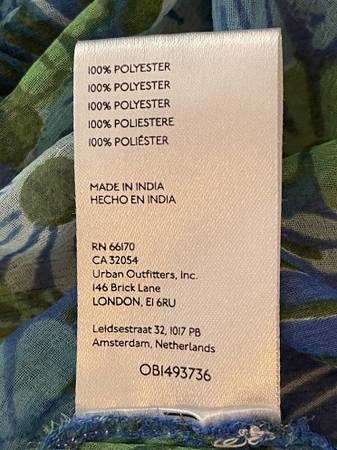 100% POLYESTER
100% POLYESTER
100% POLYESTER
100% POLIESTERE
100% POLIÉSTER
MADE IN INDIA
HECHO EN INDIA
RN 66170
CA 32054
Urban Outfitters, Inc.
146 Brick Lane
LONDON, E1 6RU
Leidsestraat 32, 1017 PB
Amsterdam, Netherlands
OB1493736